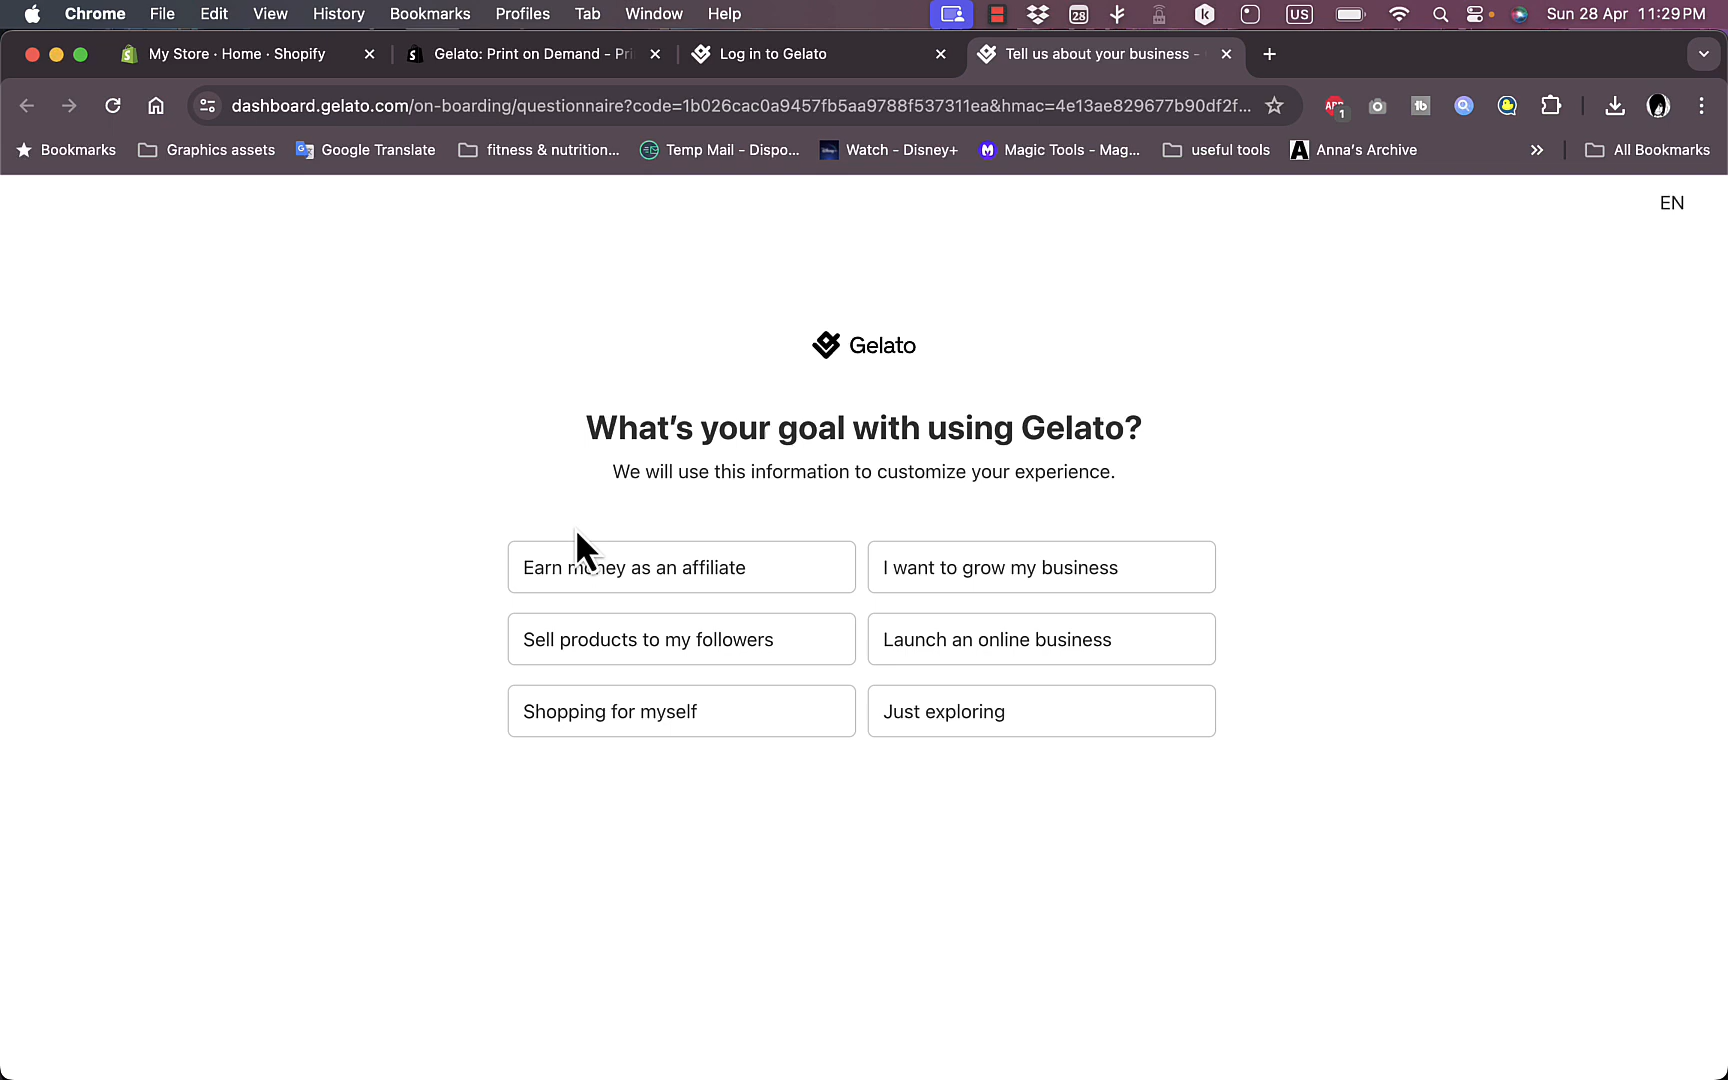 Chrome File Edit View History Bookmarks Profiles Tab Window Help 28 US Sun 28 Apr 11:29 PM
My Store · Home · Shopify Gelato: Print on Demand - Pri Log in to Gelato Tell us about your business -
dashboard.gelato.com/on-boarding/questionnaire?code=1b026cac0a9457fb5aa9788f537311ea&hmac=4e13ae829677b90df2f... ABP 1 tb
Bookmarks Graphics assets Google Translate fitness & nutrition... Temp Mail - Dispo... Watch - Disney+ Magic Tools - Mag... useful tools Anna's Archive » All Bookmarks
EN
Gelato
What's your goal with using Gelato?
We will use this information to customize your experience.
Earn money as an affiliate I want to grow my business
Sell products to my followers Launch an online business
Shopping for myself Just exploring